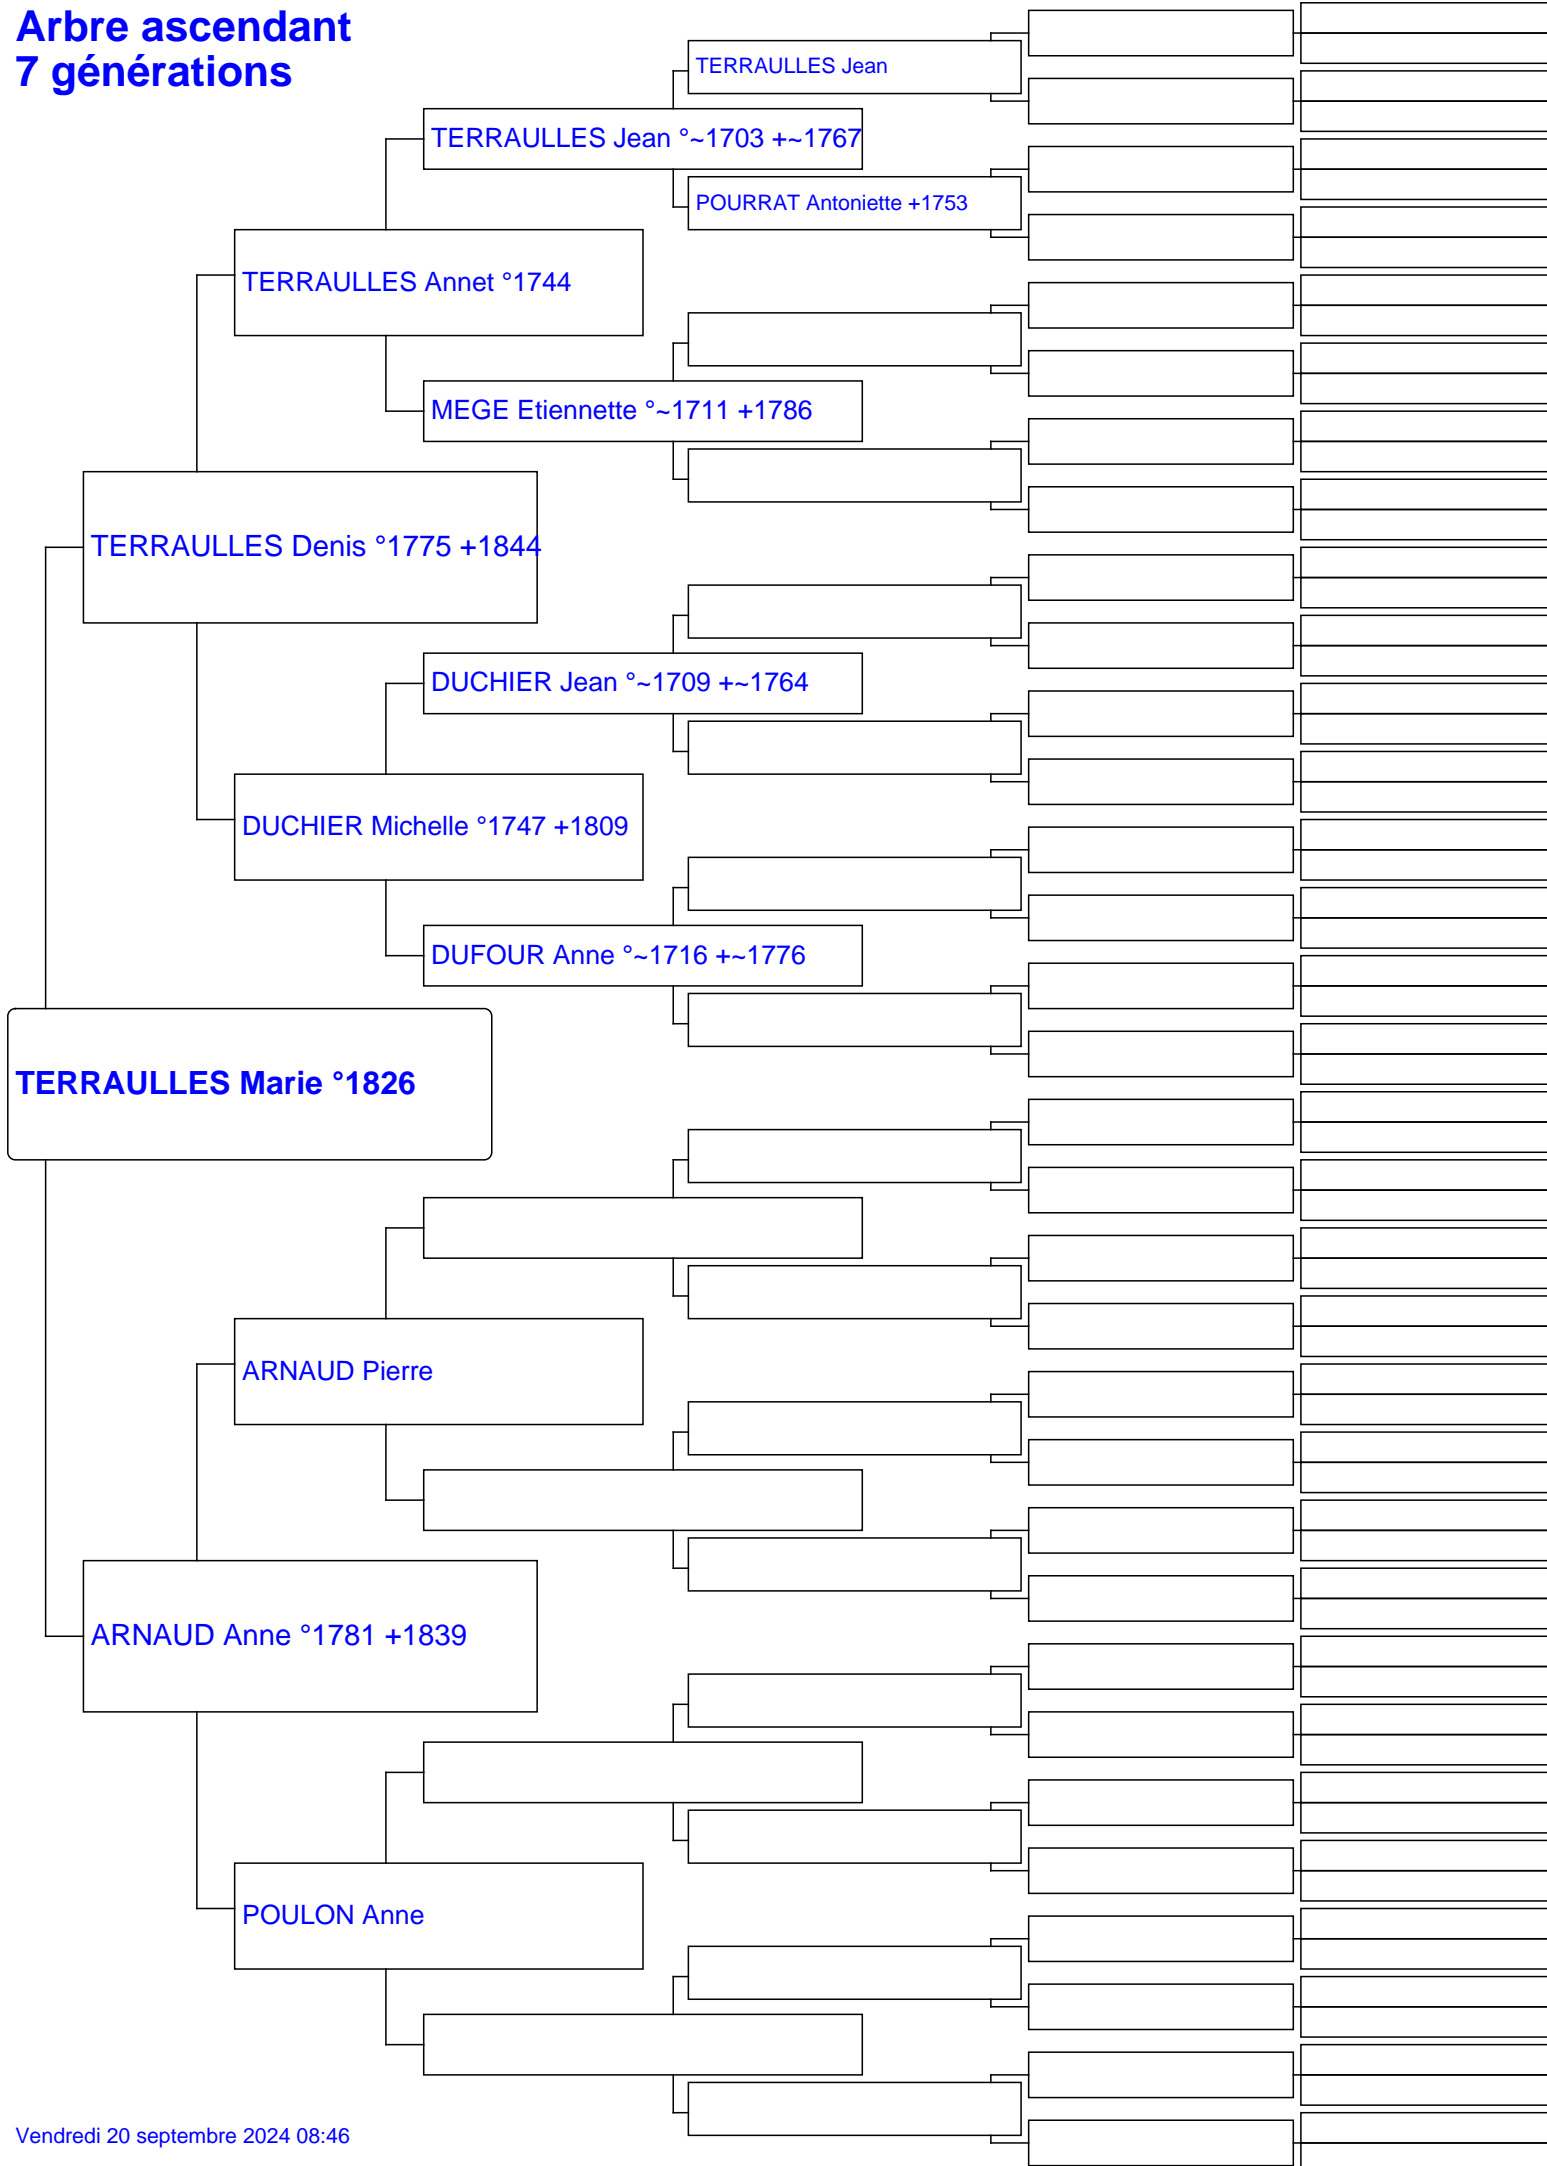 Arbre ascendant
7 générations
TERRAULLES Jean
TERRAULLES Jean °~1703 +~1767
POURRAT Antoniette +1753
TERRAULLES Annet °1744
MEGE Etiennette °~1711 +1786
TERRAULLES Denis °1775 +1844
DUCHIER Jean °~1709 +~1764
DUCHIER Michelle °1747 +1809
DUFOUR Anne °~1716 +~1776
TERRAULLES Marie °1826
ARNAUD Pierre
ARNAUD Anne °1781 +1839
POULON Anne
Vendredi 20 septembre 2024 08:46